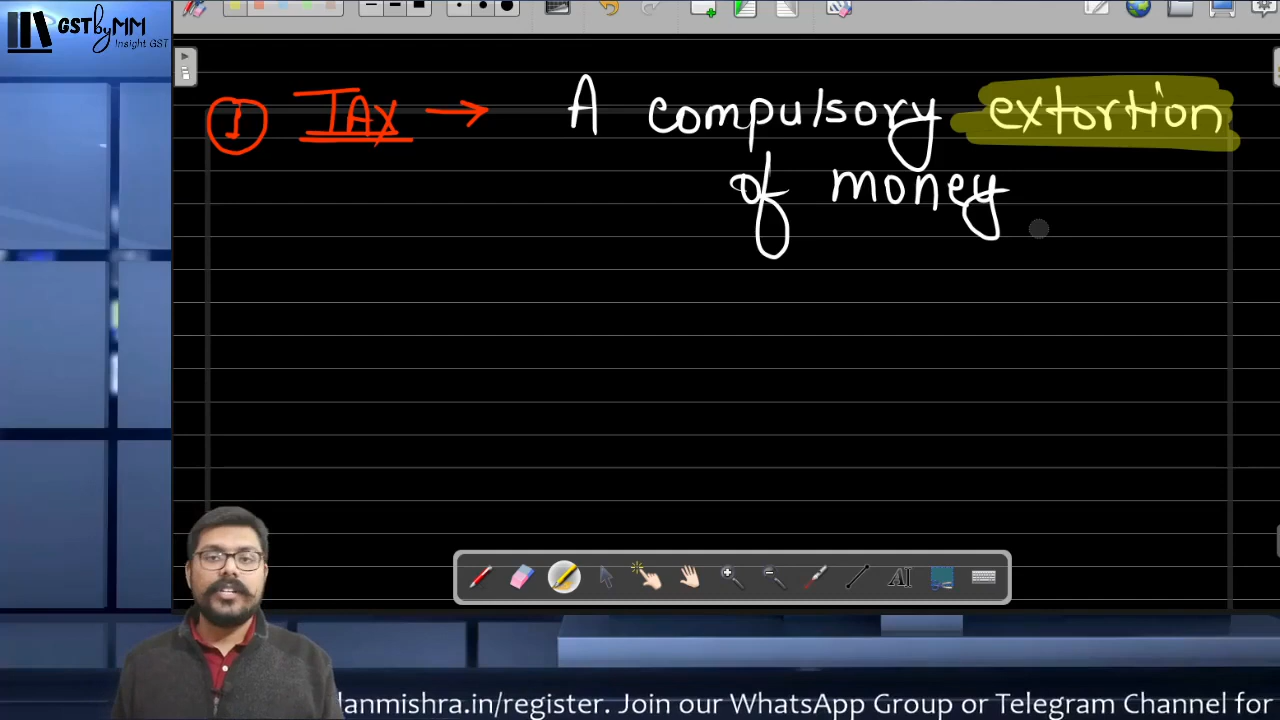 GSTbyMM
Insight GST
1 TAX → A compulsory extortion
of money
AI
lanmishra.in/register. Join our WhatsApp Group or Telegram Channel for